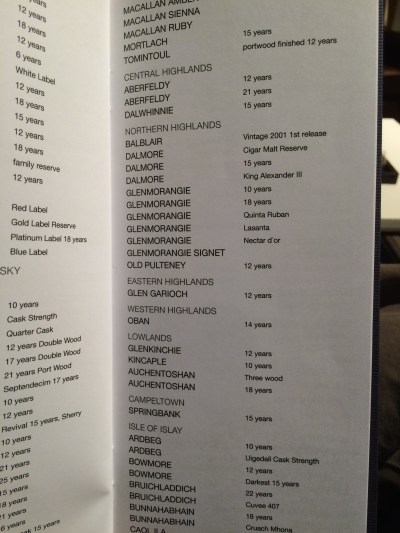 years
18 years
12 years
6 years
White Label
12 years
18 years
15 years
12 years
18 years
family reserve
12 years
Red Label
Gold Label Reserve
Platinum Label 18 years
Blue Label
SKY
10 years
Cask Strength
Quarter Cask
12 years Double Wood
17 years Double Wood
21 years Port Wood
Septendecim 17 years
10 years
12 years
Revival 15 years, Sherry
10 years
12 years
21 years
25 years
15 years
18 years
21 years
6 years
15 years
MACALLAN AMBER
MACALLAN SIENNA
MACALLAN RUBY
MORTLACH 15 years
TOMINTOUL portwood finished 12 years
CENTRAL HIGHLANDS
ABERFELDY 12 years
ABERFELDY 21 years
DALWHINNIE 15 years
NORTHERN HIGHLANDS
BALBLAIR Vintage 2001 1st release
DALMORE Cigar Malt Reserve
DALMORE 15 years
DALMORE King Alexander III
GLENMORANGIE 10 years
GLENMORANGIE 18 years
GLENMORANGIE Quinta Ruban
GLENMORANGIE Lasanta
GLENMORANGIE Nectar d'or
GLENMORANGIE SIGNET
OLD PULTENEY 12 years
EASTERN HIGHLANDS
GLEN GARIOCH 12 years
WESTERN HIGHLANDS
OBAN 14 years
LOWLANDS
GLENKINCHIE 12 years
KINCAPLE 10 years
AUCHENTOSHAN Three wood
AUCHENTOSHAN 18 years
CAMPELTOWN
SPRINGBANK 15 years
ISLE OF ISLAY
ARDBEG 10 years
ARDBEG Uigedail Cask Strength
BOWMORE 12 years
BOWMORE Darkest 15 years
BRUICHLADDICH 22 years
BRUICHLADDICH Cuvee 407
BUNNAHABHAIN 18 years
BUNNAHABHAIN Cruach Mhona
CAOL ILA